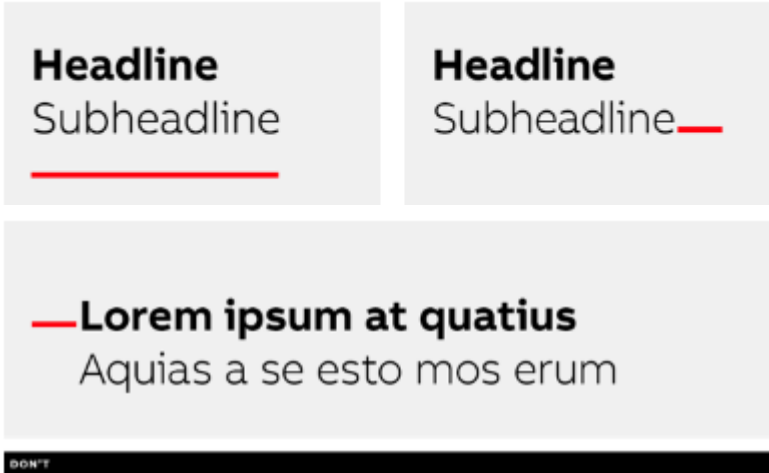 Headline
Subheadline
Headline
Subheadline
Lorem ipsum at quatius
Aquias a se esto mos erum
DON'T